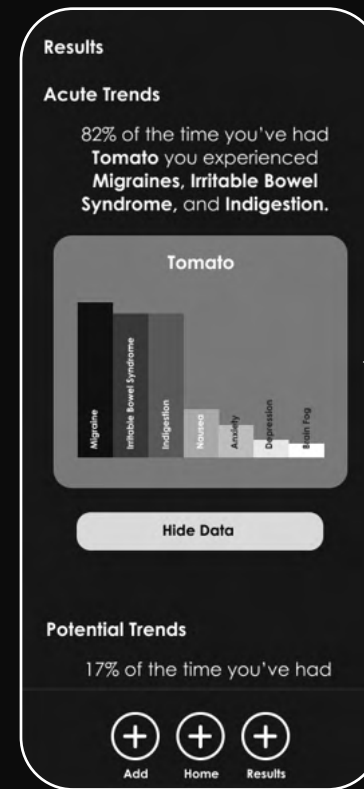 Results
Acute Trends
82% of the time you’ve had
Tomato you experienced
Migraines, Irritable Bowel
Syndrome, and Indigestion.
Tomato
Migraine
Irritable Bowel Syndrome
Indigestion
Nausea
Anxiety
Depression
Brain Fog
Hide Data
Potential Trends
17% of the time you’ve had
Add Home Results